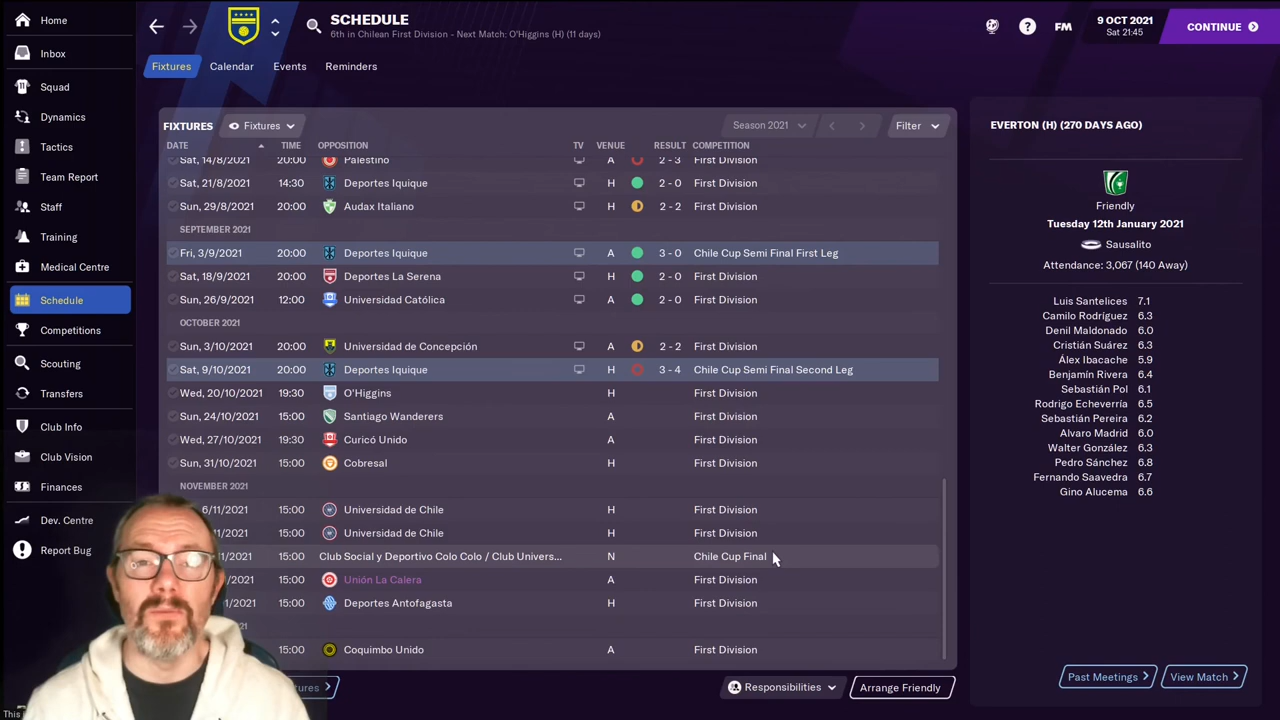 Home
Inbox
Squad
Dynamics
Tactics
Team Report
Staff
Training
Medical Centre
Schedule
Competitions
Scouting
Transfers
Club Info
Club Vision
Finances
Dev. Centre
Report Bug
SCHEDULE
6th in Chilean First Division - Next Match: O'Higgins (H) (11 days)
FM
9 OCT 2021
Sat 21:45
CONTINUE
Fixtures Calendar Events Reminders
FIXTURES Fixtures Season 2021 Filter
DATE TIME OPPOSITION TV VENUE RESULT COMPETITION
Sat, 14/8/2021 20:00 Palestino A 2 - 3 First Division
Sat, 21/8/2021 14:30 Deportes Iquique H 2 - 0 First Division
Sun, 29/8/2021 20:00 Audax Italiano H 2 - 2 First Division
SEPTEMBER 2021
Fri, 3/9/2021 20:00 Deportes Iquique A 3 - 0 Chile Cup Semi Final First Leg
Sat, 18/9/2021 20:00 Deportes La Serena H 2 - 0 First Division
Sun, 26/9/2021 12:00 Universidad Católica A 2 - 0 First Division
OCTOBER 2021
Sun, 3/10/2021 20:00 Universidad de Concepción A 2 - 2 First Division
Sat, 9/10/2021 20:00 Deportes Iquique H 3 - 4 Chile Cup Semi Final Second Leg
Wed, 20/10/2021 19:30 O'Higgins H First Division
Sun, 24/10/2021 15:00 Santiago Wanderers A First Division
Wed, 27/10/2021 19:30 Curicó Unido A First Division
Sun, 31/10/2021 15:00 Cobresal H First Division
NOVEMBER 2021
6/11/2021 15:00 Universidad de Chile H First Division
/11/2021 15:00 Universidad de Chile H First Division
1/2021 15:00 Club Social y Deportivo Colo Colo / Club Univers... N Chile Cup Final
/2021 15:00 Unión La Calera A First Division
1/2021 15:00 Deportes Antofagasta H First Division
15:00 Coquimbo Unido A First Division
Responsibilities Arrange Friendly
EVERTON (H) (270 DAYS AGO)
Friendly
Tuesday 12th January 2021
Sausalito
Attendance: 3,067 (140 Away)
Luis Santelices 7.1
Camilo Rodríguez 6.3
Denil Maldonado 6.0
Cristián Suárez 6.3
Álex Ibacache 5.9
Benjamín Rivera 6.4
Sebastián Pol 6.1
Rodrigo Echeverría 6.5
Sebastián Pereira 6.2
Alvaro Madrid 6.0
Walter González 6.3
Pedro Sánchez 6.8
Fernando Saavedra 6.7
Gino Alucema 6.6
Past Meetings View Match